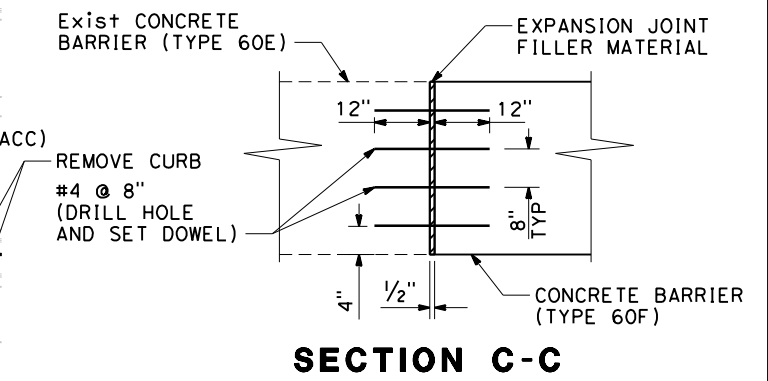 Exist CONCRETE
BARRIER (TYPE 60E)
EXPANSION JOINT
FILLER MATERIAL
12"
12"
ACC)
REMOVE CURB
#4 @ 8"
(DRILL HOLE
AND SET DOWEL)
8"
TYP
4"
1/2"
CONCRETE BARRIER
(TYPE 60F)
SECTION C-C